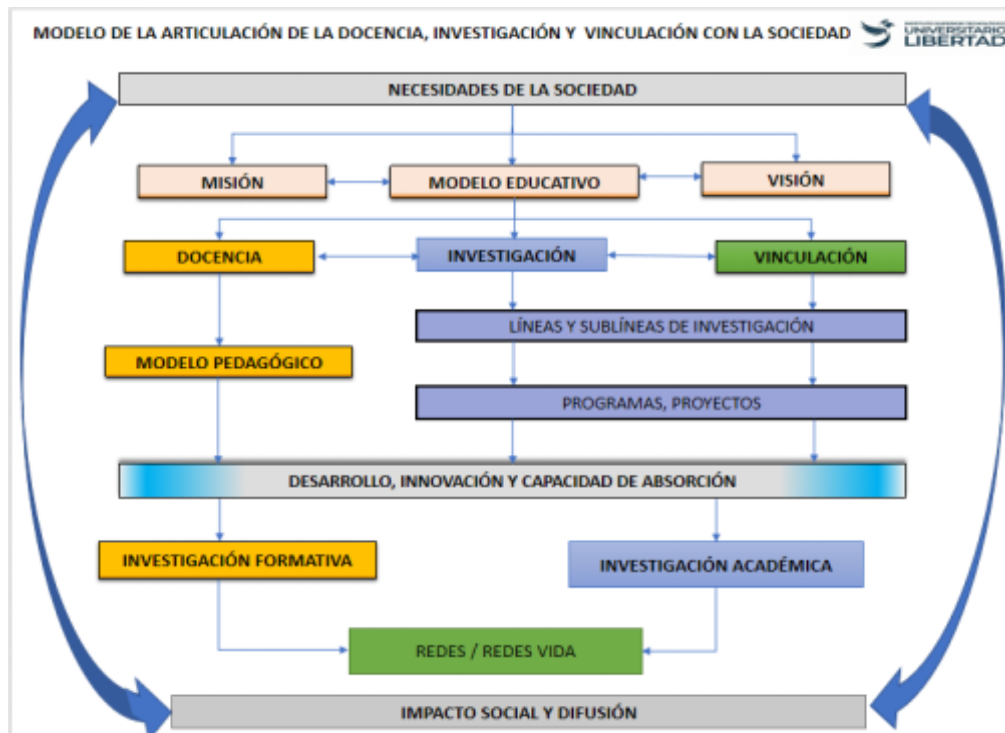 MODELO DE LA ARTICULACIÓN DE LA DOCENCIA, INVESTIGACIÓN Y VINCULACIÓN CON LA SOCIEDAD
UNIVERSITARIO
LIBERTAD
NECESIDADES DE LA SOCIEDAD
MISIÓN
MODELO EDUCATIVO
VISIÓN
DOCENCIA
INVESTIGACIÓN
VINCULACIÓN
LÍNEAS Y SUBLÍNEAS DE INVESTIGACIÓN
MODELO PEDAGÓGICO
PROGRAMAS, PROYECTOS
DESARROLLO, INNOVACIÓN Y CAPACIDAD DE ABSORCIÓN
INVESTIGACIÓN FORMATIVA
INVESTIGACIÓN ACADÉMICA
REDES / REDES VIDA
IMPACTO SOCIAL Y DIFUSIÓN